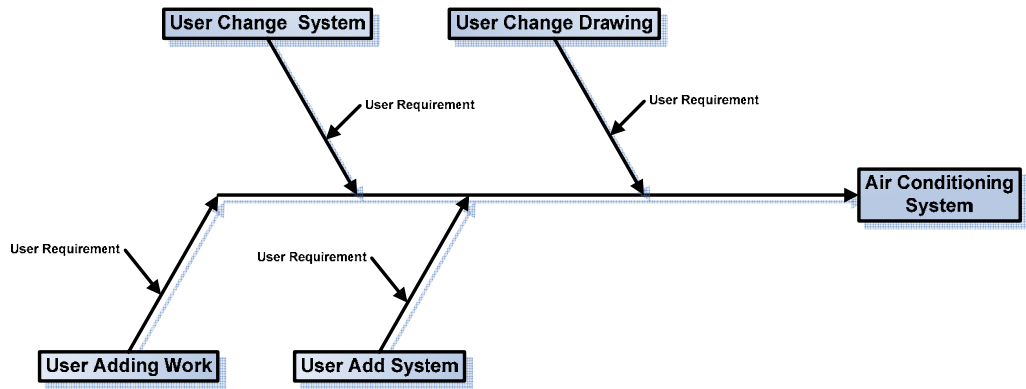 User Change System
User Change Drawing
User Requirement
User Requirement
Air Conditioning
System
User Requirement
User Requirement
User Adding Work
User Add System